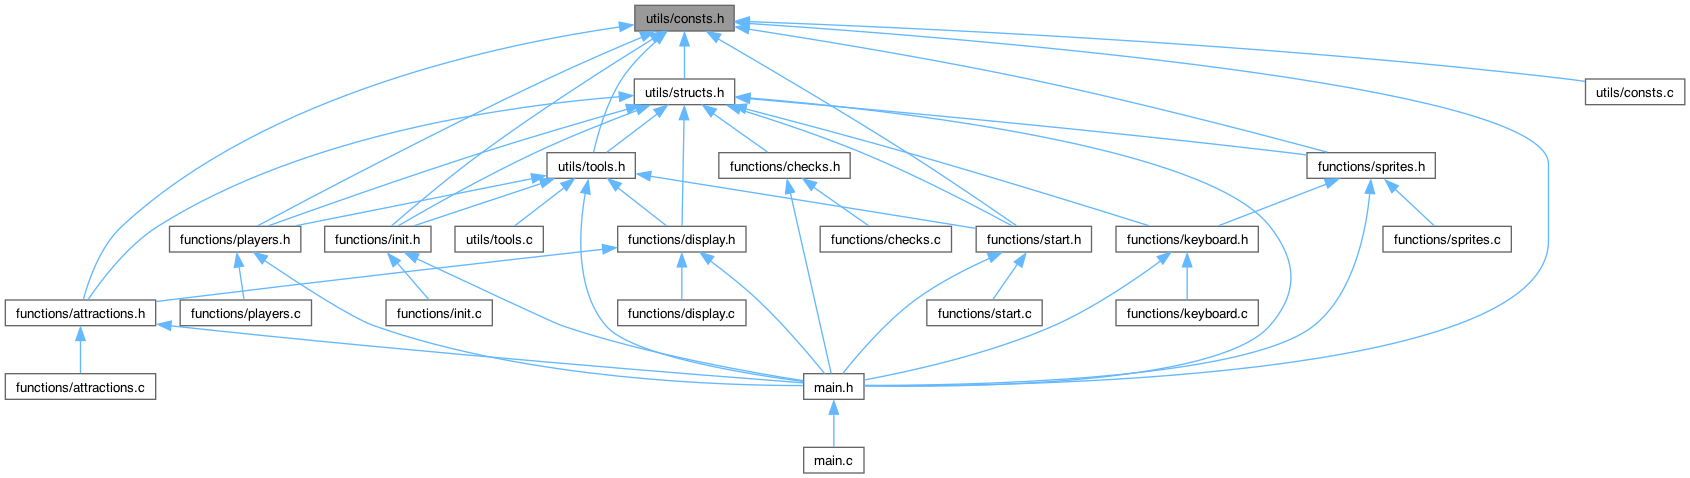 utils/consts.h
utils/structs.h
utils/consts.c
utils/tools.h
functions/checks.h
functions/sprites.h
functions/players.h
functions/init.h
utils/tools.c
functions/display.h
functions/checks.c
functions/start.h
functions/keyboard.h
functions/sprites.c
functions/attractions.h
functions/players.c
functions/init.c
functions/display.c
functions/start.c
functions/keyboard.c
functions/attractions.c
main.h
main.c